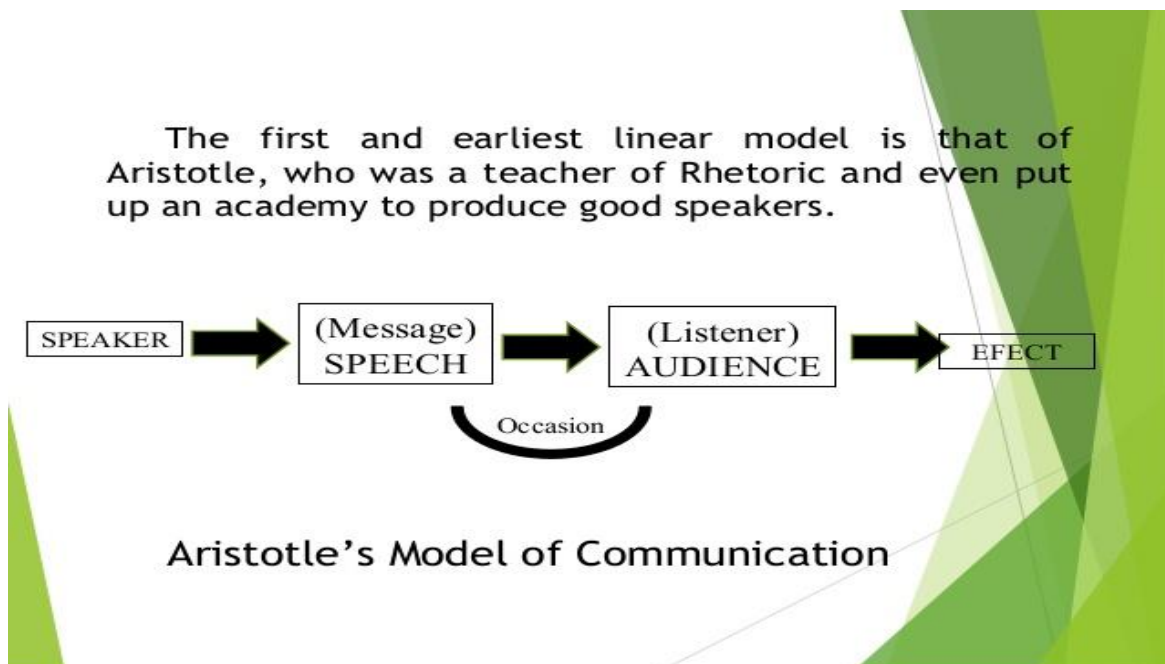 The first and earliest linear model is that of
Aristotle, who was a teacher of Rhetoric and even put
up an academy to produce good speakers.
SPEAKER
(Message)
SPEECH
(Listener)
AUDIENCE
EFECT
Occasion
Aristotle’s Model of Communication